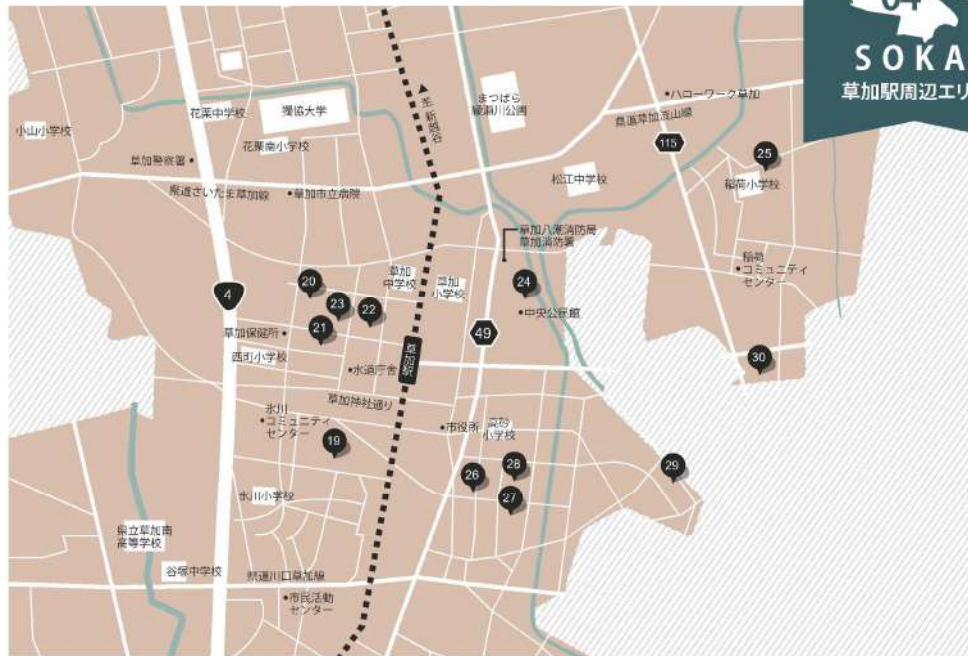 04
SOKA
草加駅周辺エリ
花栗中学校
獨協大学
まつばら
綾瀬川公園
ハローワーク草加
小山小学校
▲至 新越谷
県道草加流山線
花栗南小学校
115
25
草加警察署
松江中学校
稲荷小学校
県道さいたま草加線
草加市立病院
草加八潮消防局
草加消防署
稲荷
コミュニティ
センター
20
草加
中学校
草加
小学校
24
4
23
22
中央公民館
草加保健所
21
49
西町小学校
水道庁舎
草加駅
30
草加神社通り
氷川
コミュニティ
センター
市役所
高砂
小学校
19
26
28
29
27
氷川小学校
県立草加南
高等学校
谷塚中学校
県道川口草加線
市民活動
センター